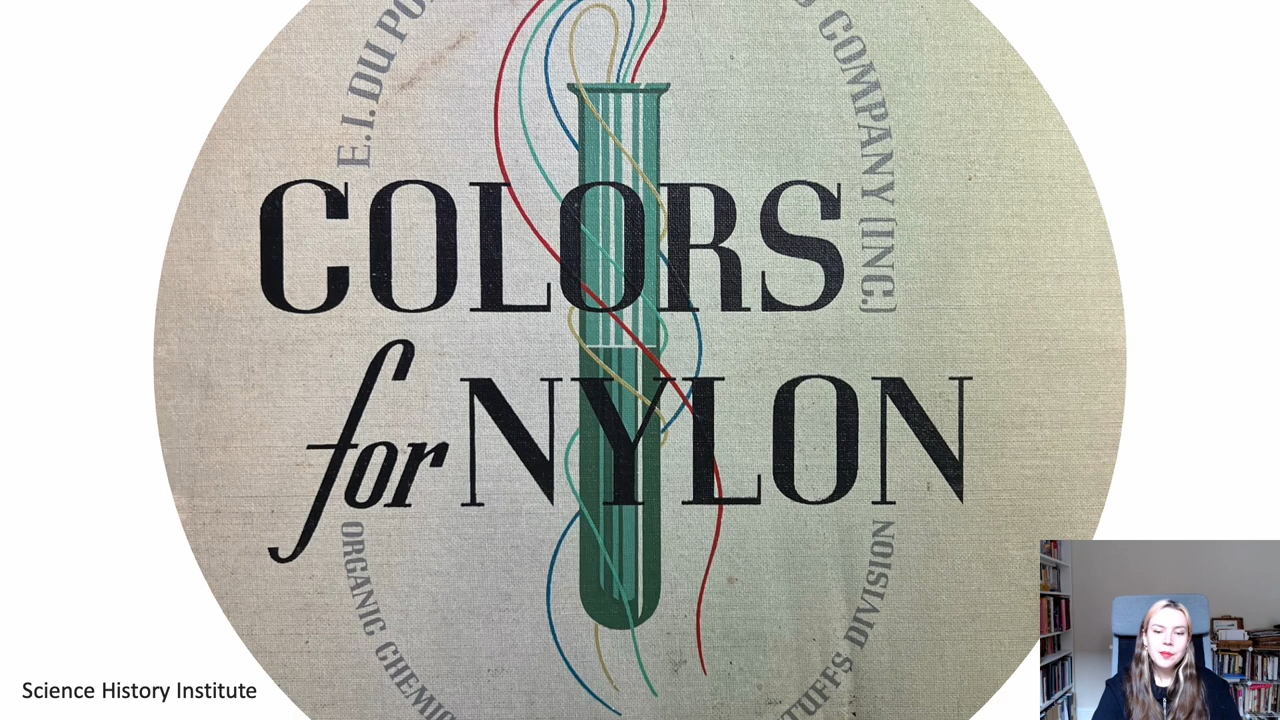 E.I. DU PO
COMPANY (INC.)
COLORS
for NYLON
ORGANIC CHEMIC
TUFFS DIVISION
Science History Institute